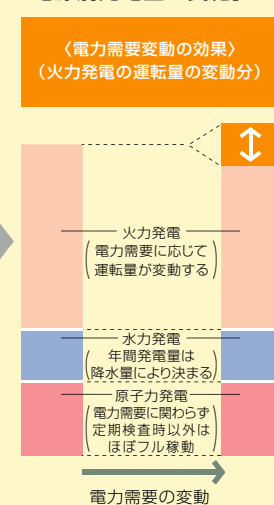 〈電力需要変動の効果〉
（火力発電の運転量の変動分）
火力発電
電力需要に応じて
運転量が変動する
水力発電
年間発電量は
降水量により決まる
原子力発電
電力需要に関わらず
定期検査時以外は
ほぼフル稼動
電力需要の変動